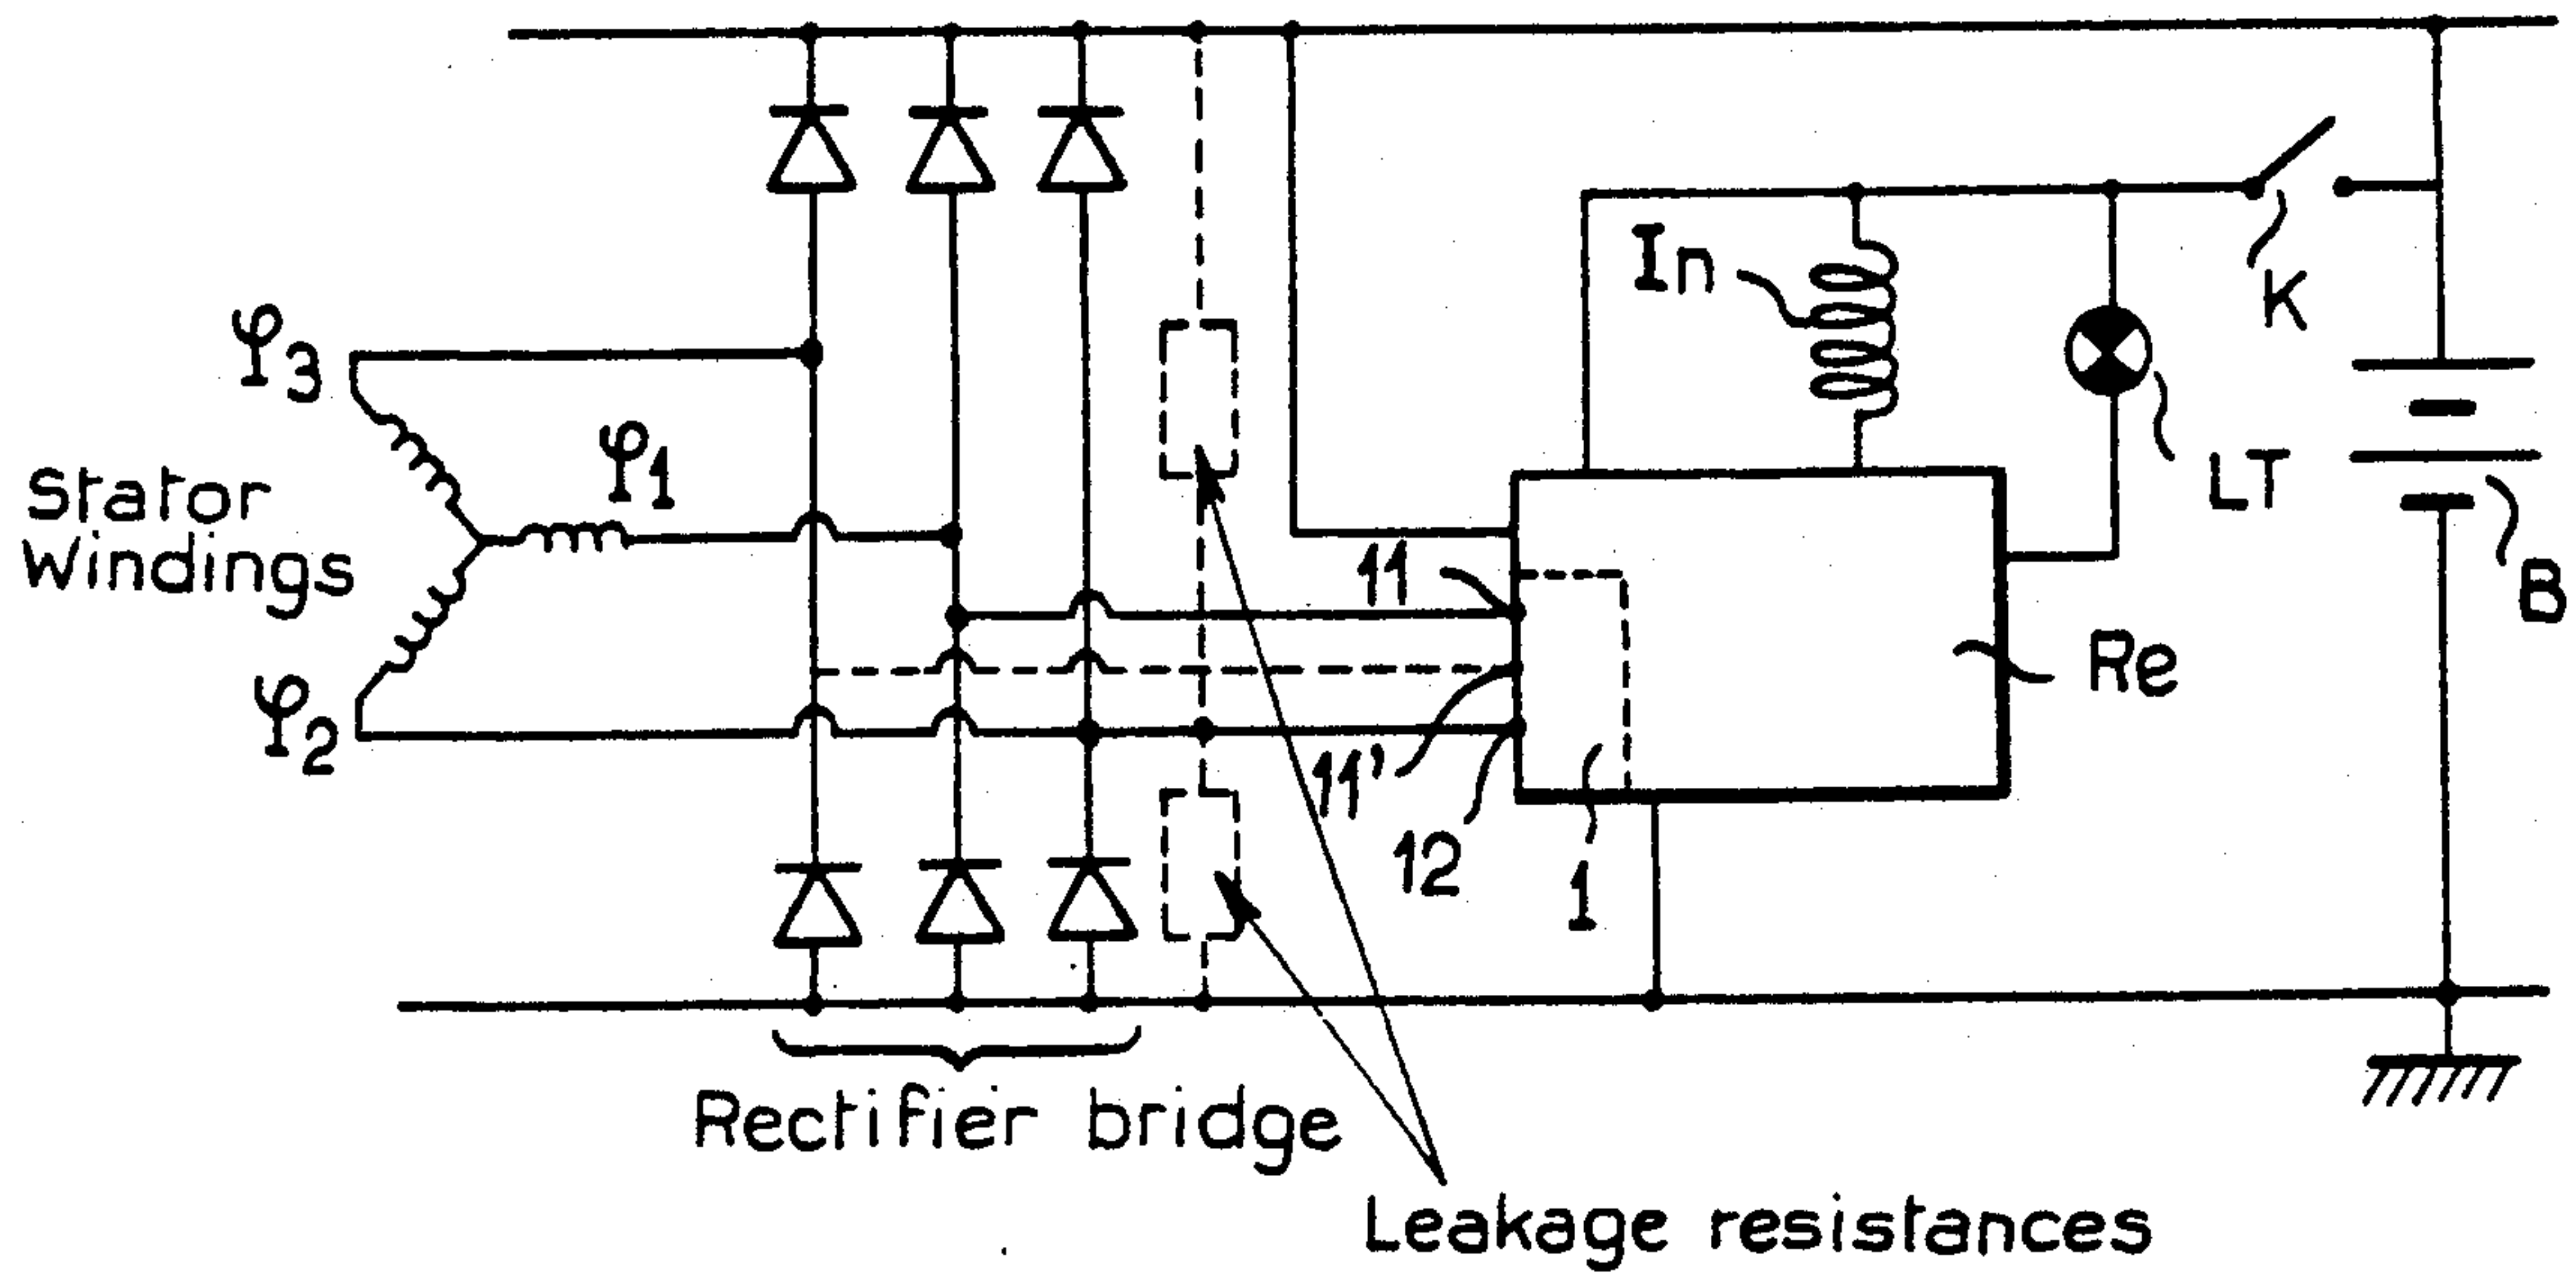 φ3
Stator
Windings
φ1
φ2
In
K
LT
B
11
Re
11'
12
1
Rectifier bridge
Leakage resistances